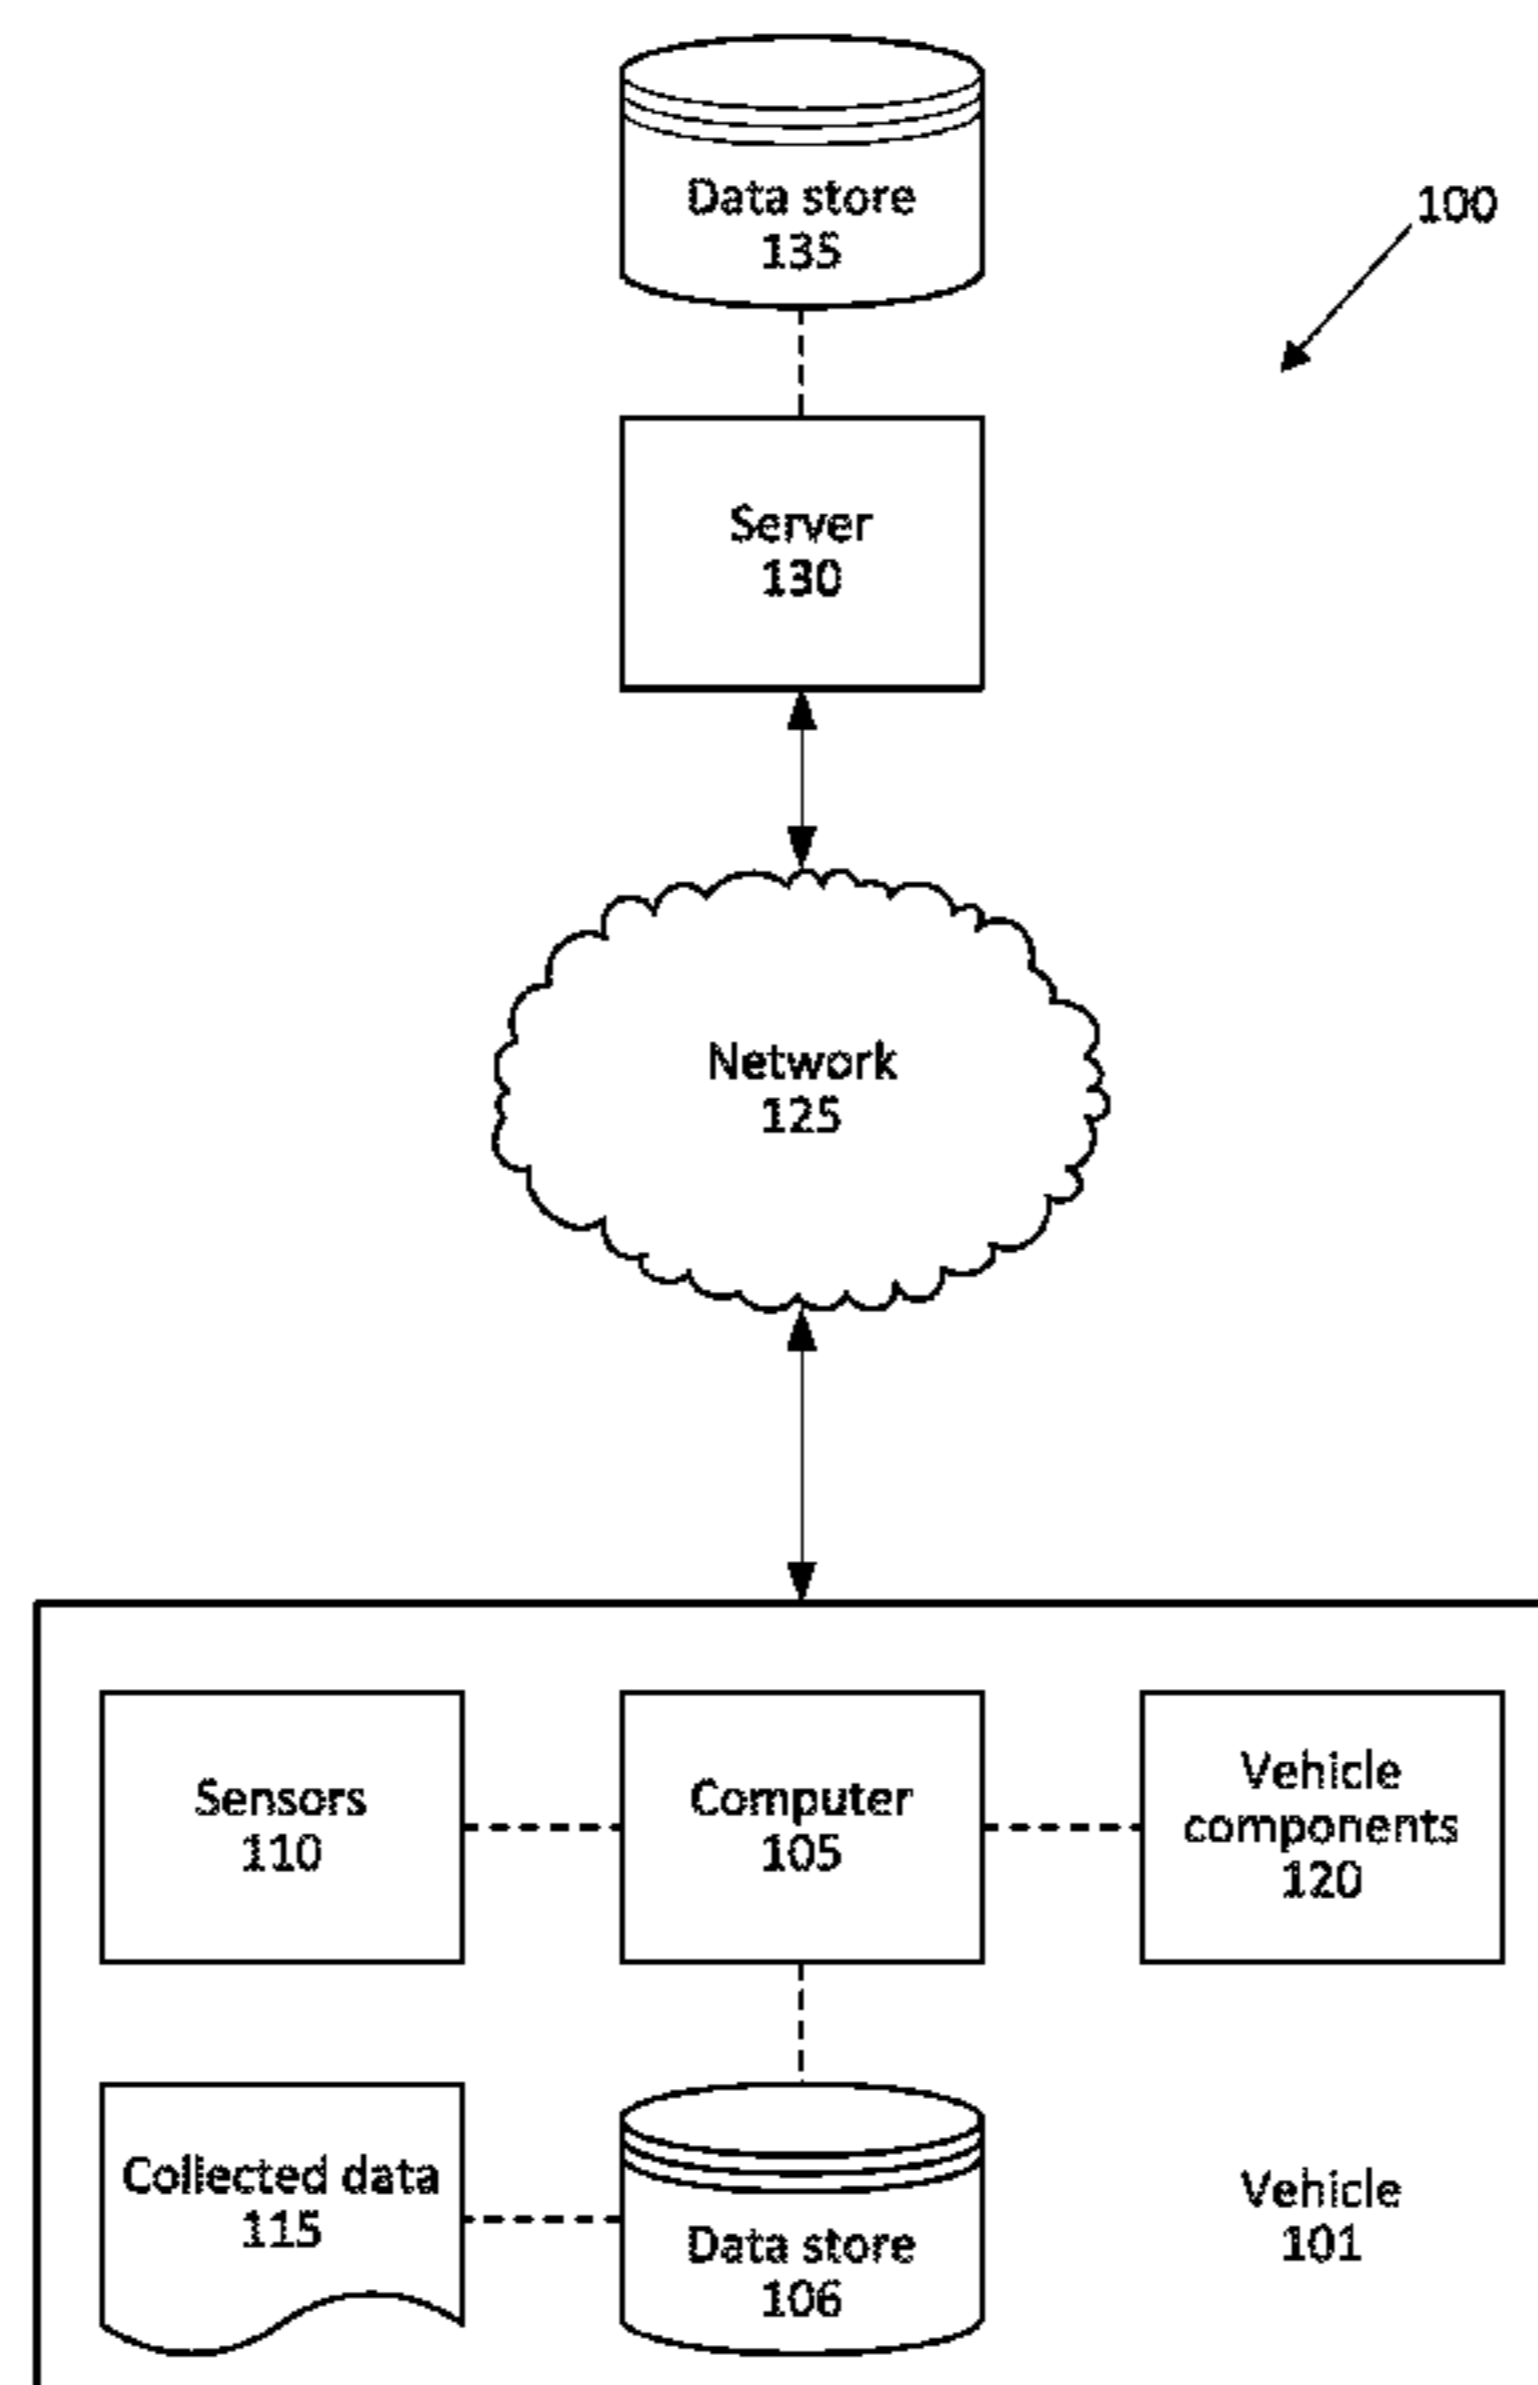 Data store
135
100
Server
130
Network
125
Sensors
110
Computer
105
Vehicle
components
120
Collected data
115
Data store
106
Vehicle
101